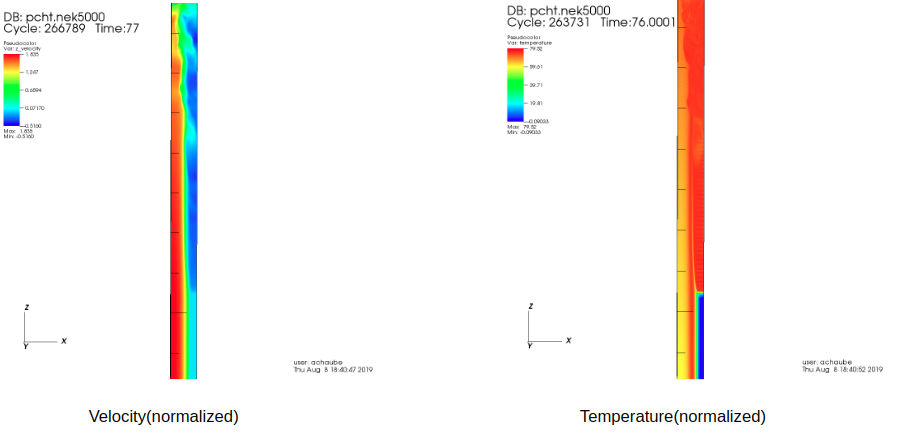 DB: pcht.nek5000
Cycle: 266789 Time:77
Pseudocolor
Var: z_velocity
1.835
1.247
0.6594
0.07170
-0.5160
Max: 1.835
Min: -0.5160
Z
X
Y
user: achaube
Thu Aug 8 18:40:47 2019
Velocity(normalized)
DB: pcht.nek5000
Cycle: 263731 Time:76.0001
Pseudocolor
Var: temperature
79.52
59.61
39.71
19.81
-0.09033
Max: 79.52
Min: -0.09033
Z
X
Y
user: achaube
Thu Aug 8 18:40:52 2019
Temperature(normalized)